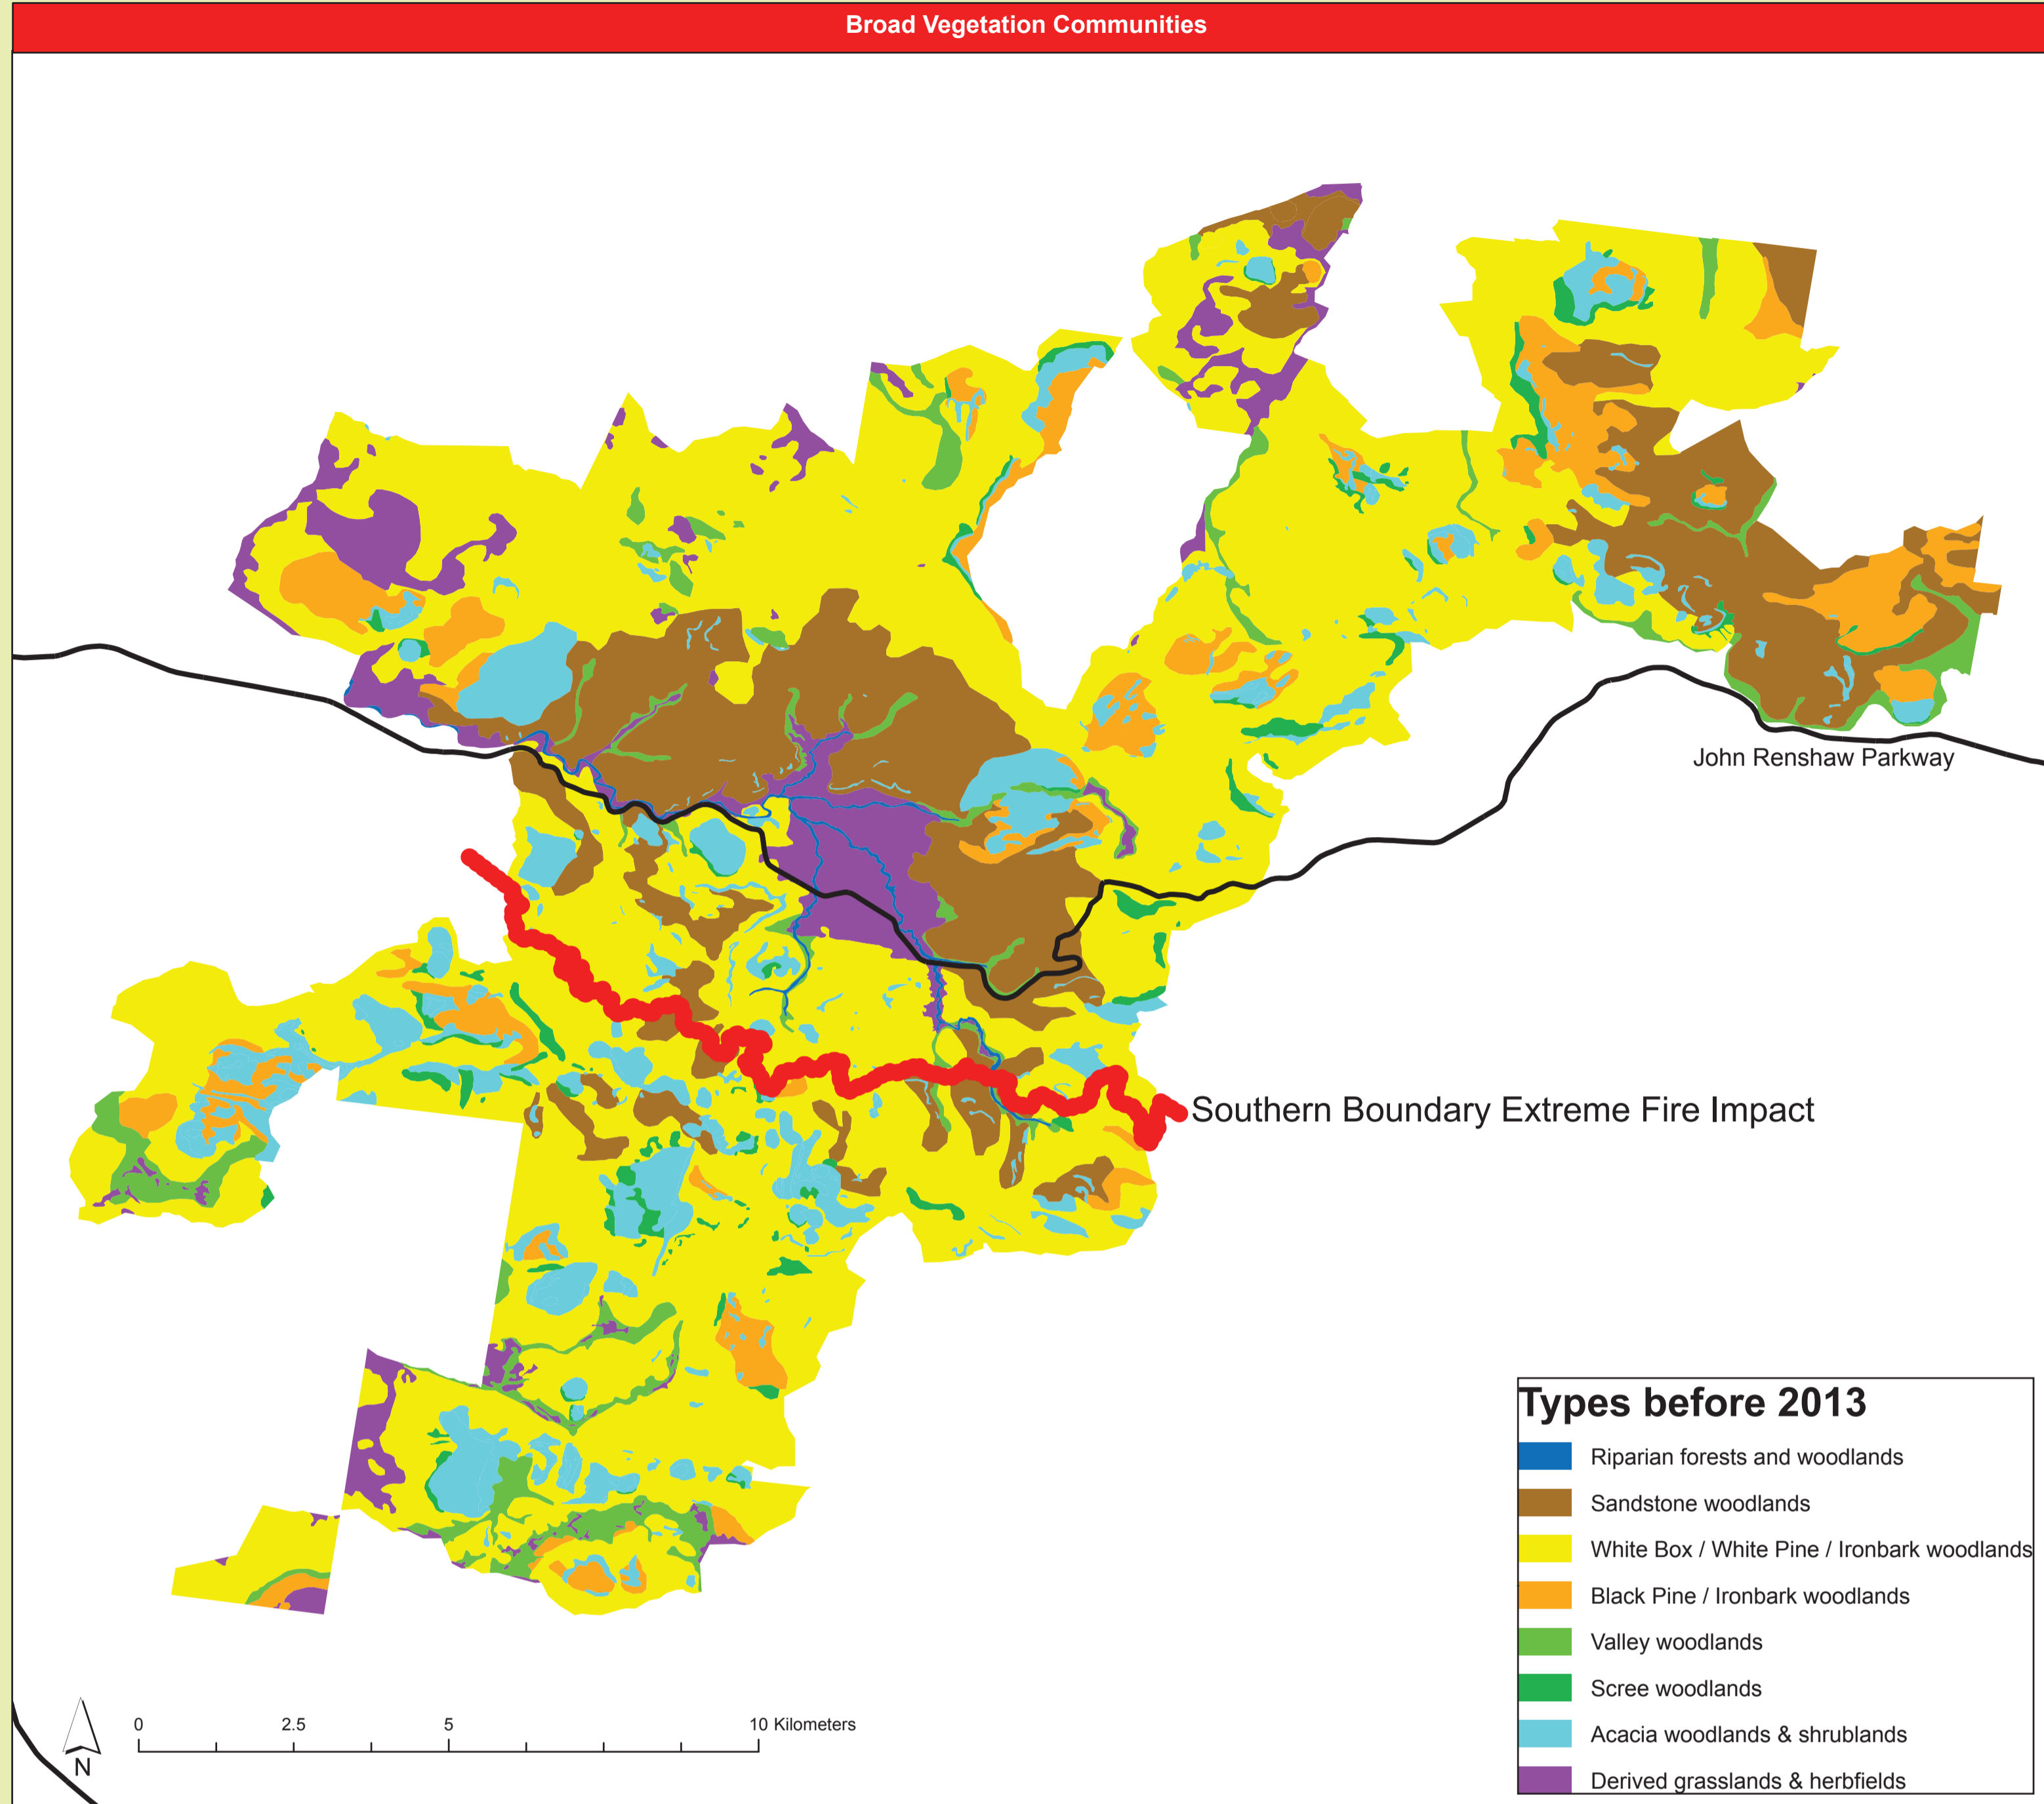 Broad Vegetation Communities
John Renshaw Parkway
Southern Boundary Extreme Fire Impact
Types before 2013
Riparian forests and woodlands
Sandstone woodlands
White Box / White Pine / Ironbark woodlands
Black Pine / Ironbark woodlands
Valley woodlands
Scree woodlands
Acacia woodlands & shrublands
Derived grasslands & herbfields
0 2.5 5 10 Kilometers
N